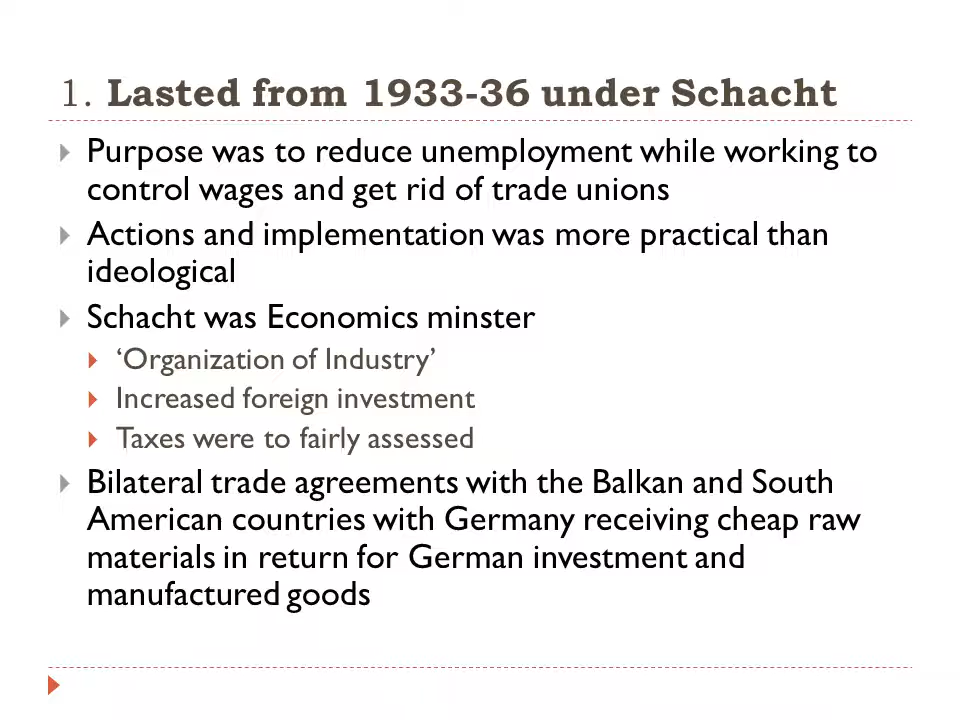 1. Lasted from 1933-36 under Schacht
Purpose was to reduce unemployment while working to
control wages and get rid of trade unions
Actions and implementation was more practical than
ideological
Schacht was Economics minster
‘Organization of Industry’
Increased foreign investment
Taxes were to fairly assessed
Bilateral trade agreements with the Balkan and South
American countries with Germany receiving cheap raw
materials in return for German investment and
manufactured goods